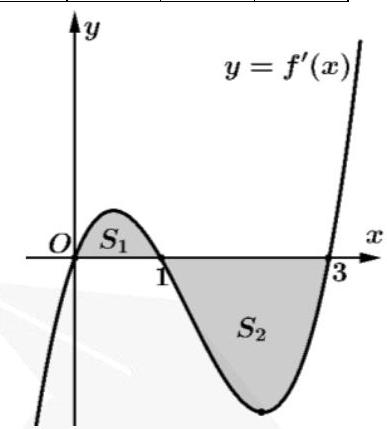 y
y = f'(x)
O
S₁
x
1
3
S₂